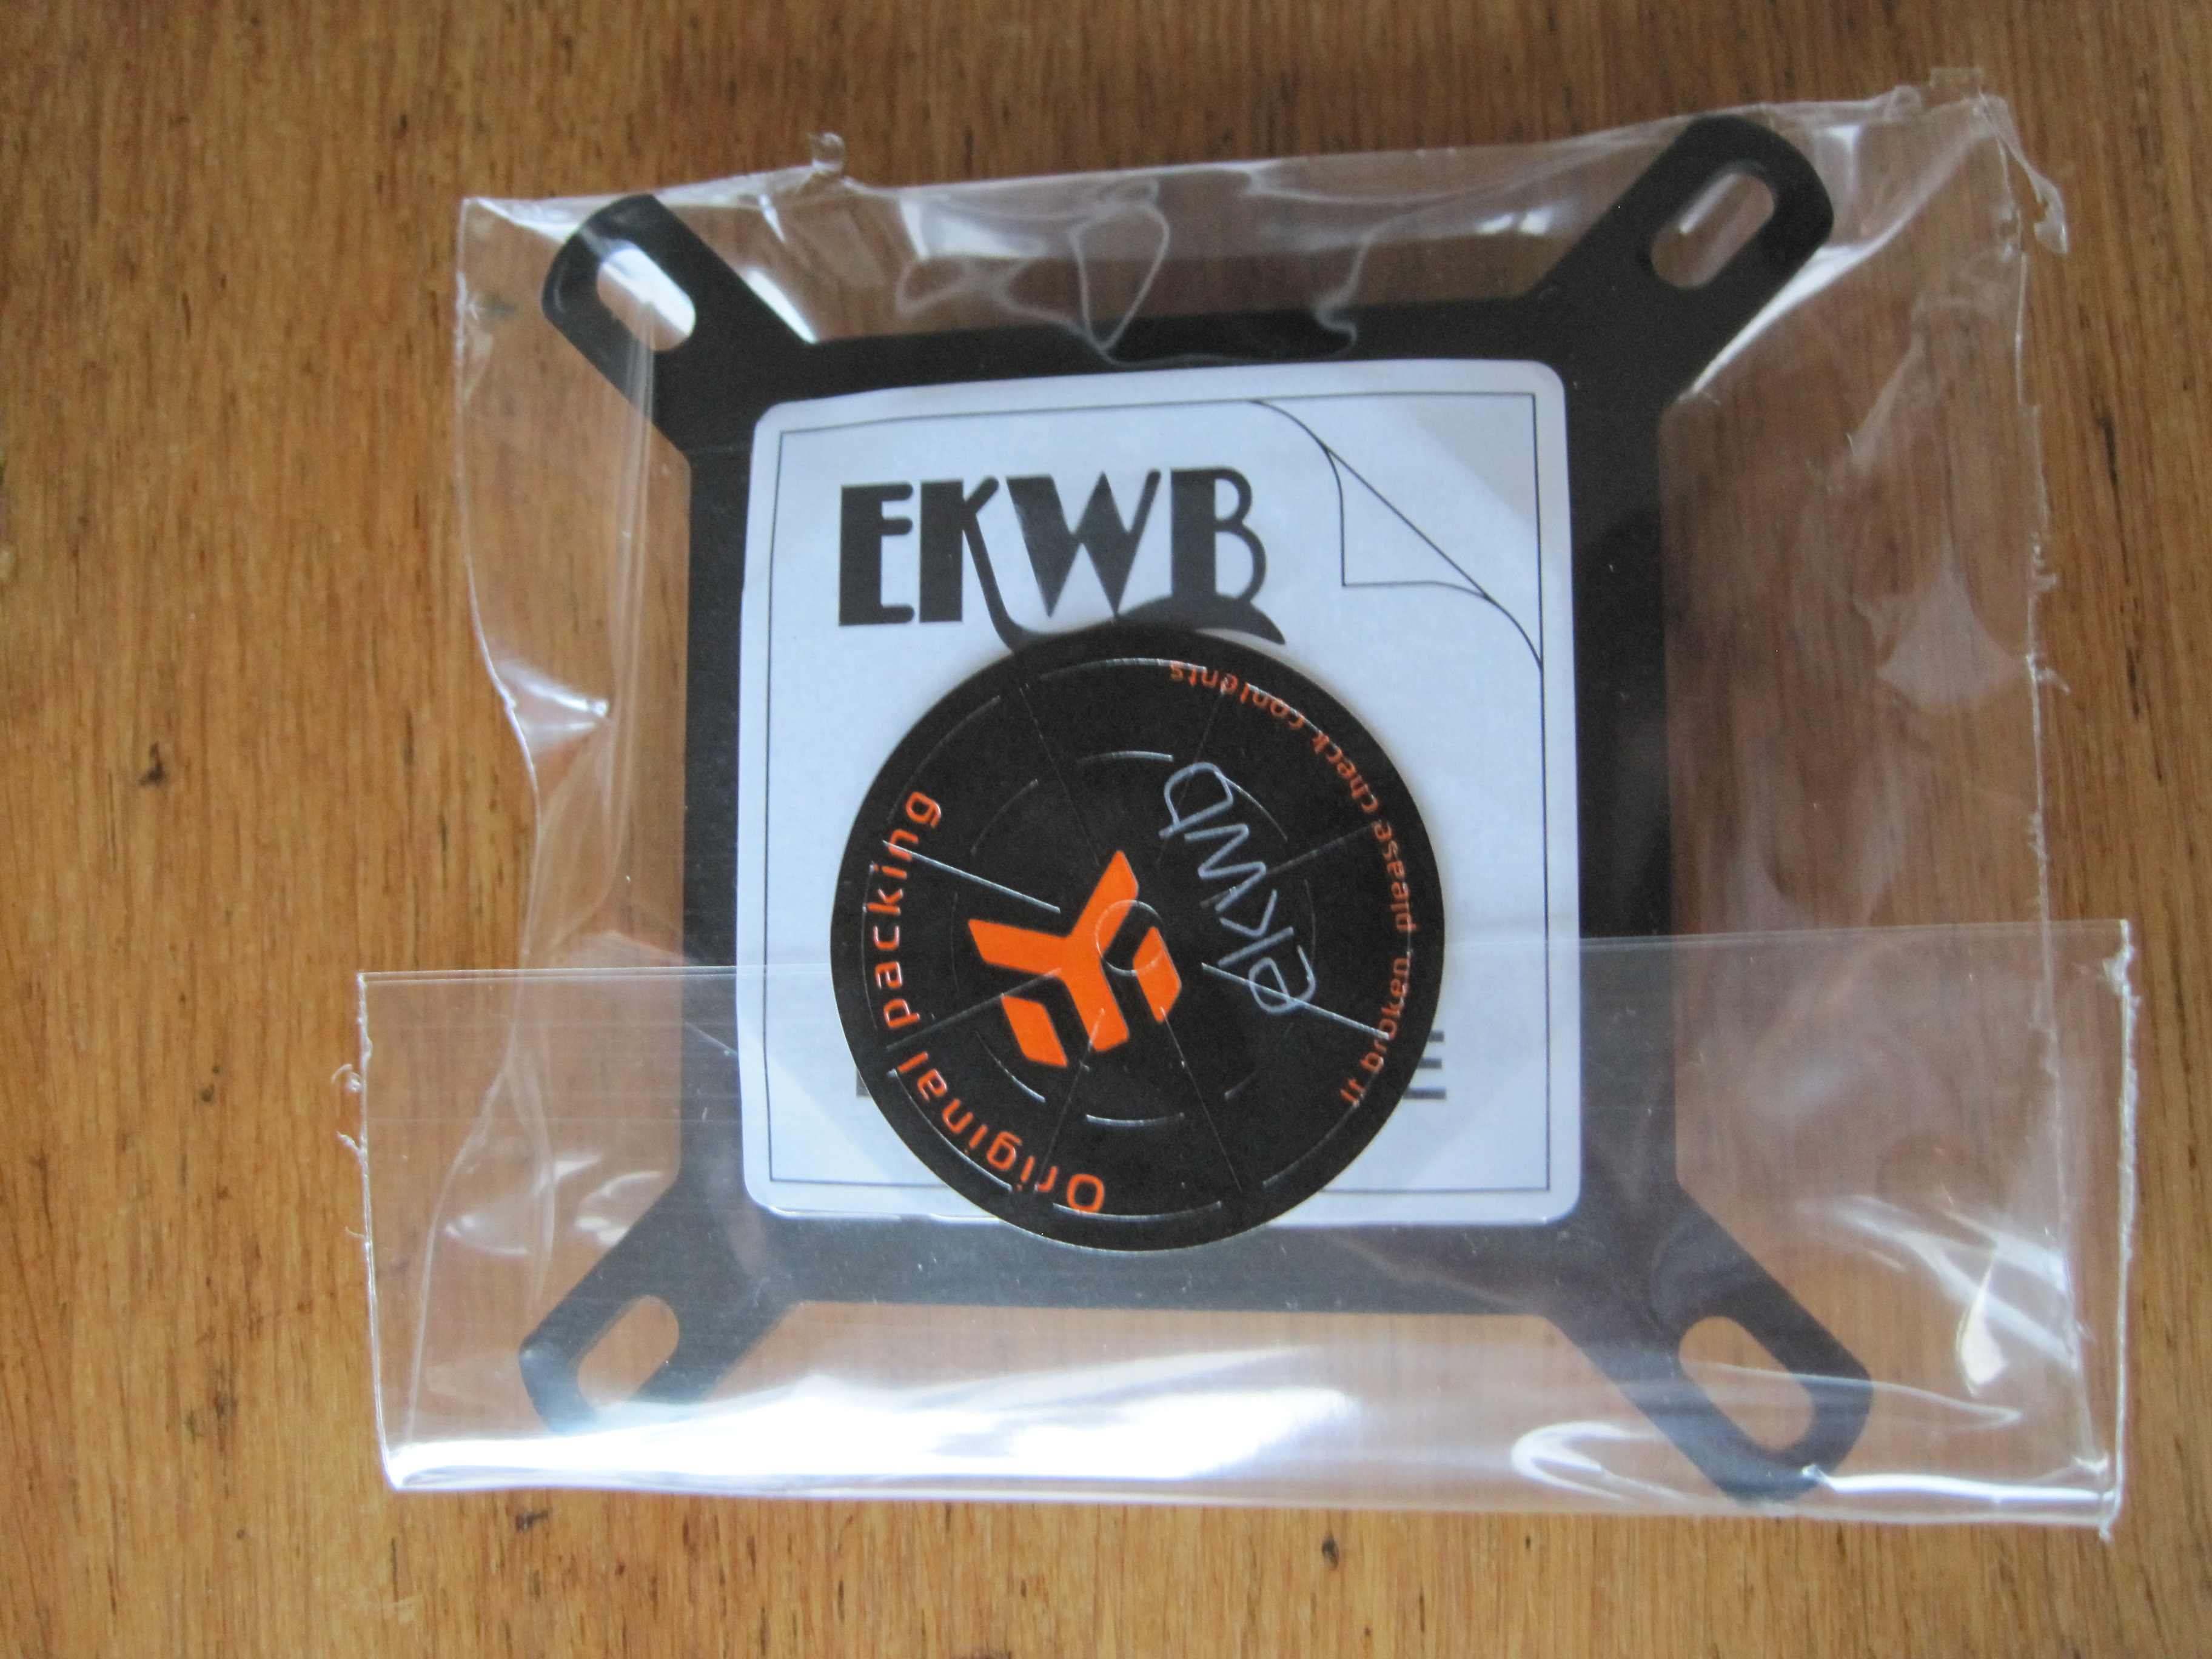 EKWB
Original packing
ekwb
If broken, please check contents